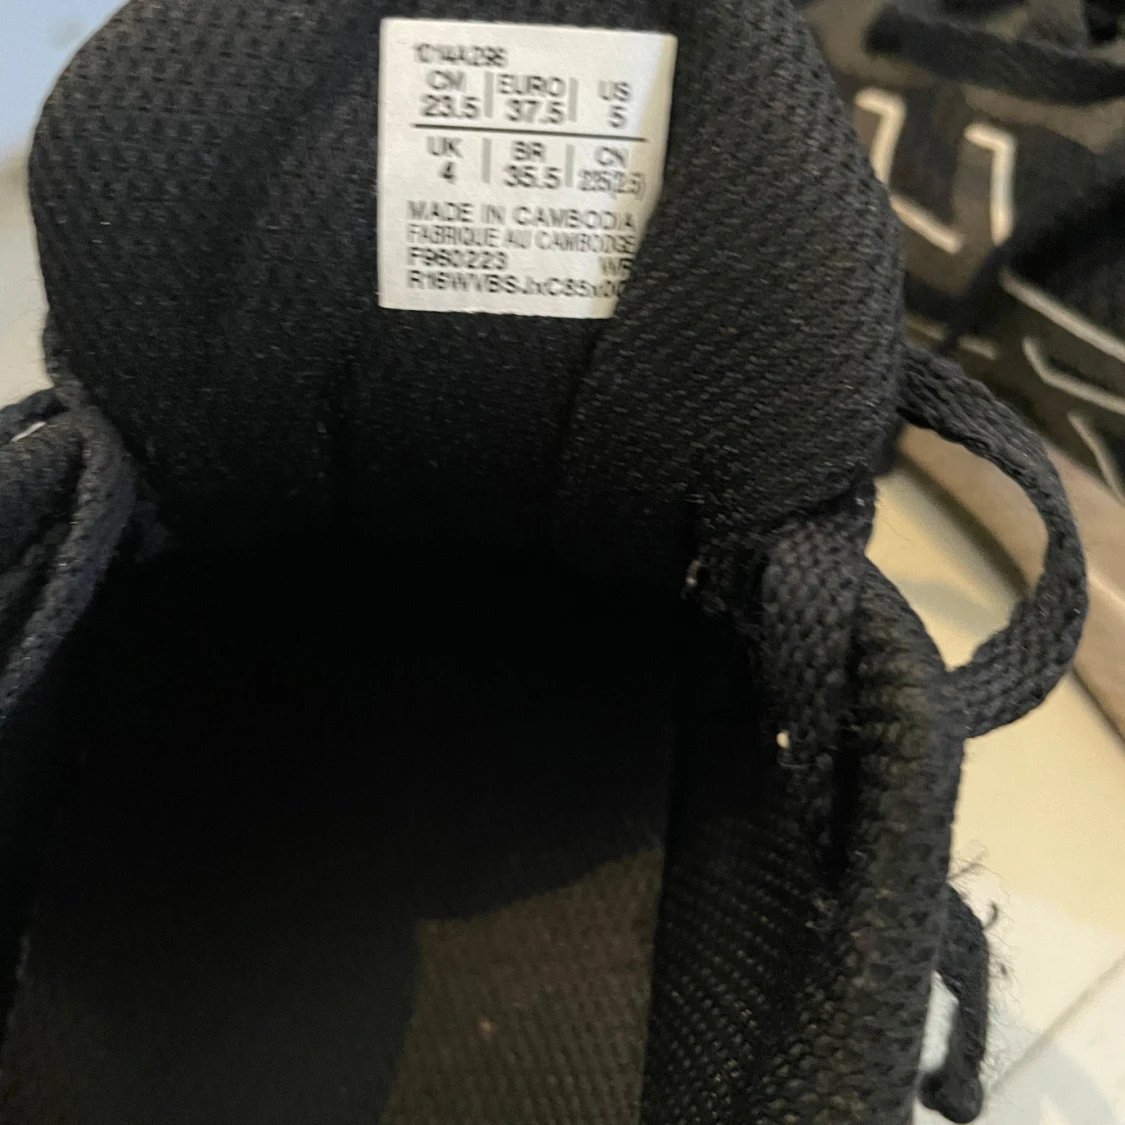 1014A296
CM | EURO | US
23.5 | 37.5 | 5
UK | BR | CN
4 | 35.5 |
MADE IN CAMBODIA
FABRIQUE AU CAMBODGE
F960223